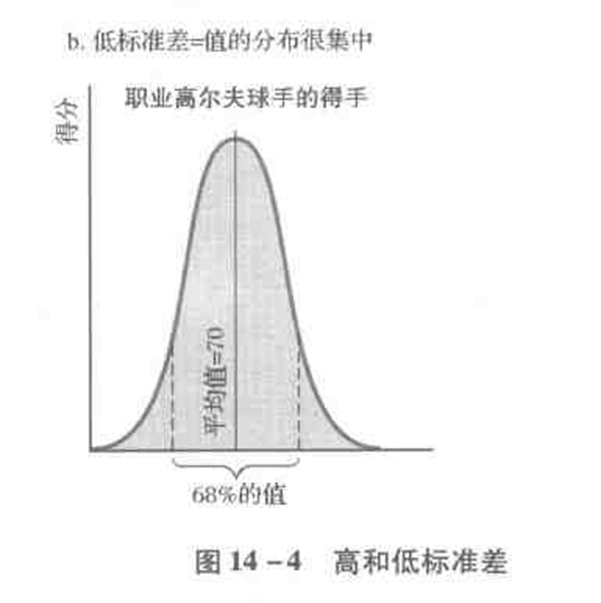 b. 低标准差=值的分布很集中
职业高尔夫球手的得手
得分
平均值=70
68%的值
图 14-4 高和低标准差